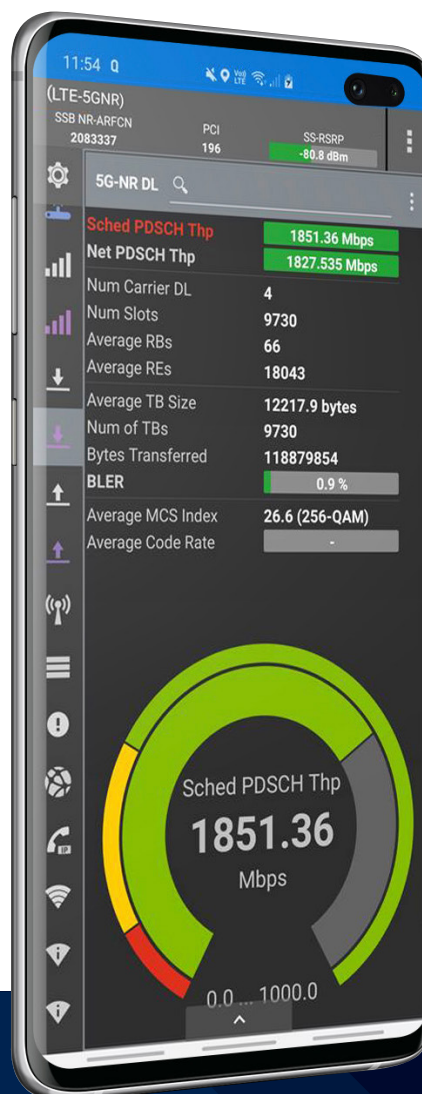 11:54
Vo)) LTE
(LTE-5GNR)
SSB NR-ARFCN PCI SS-RSRP
2083337 196 -80.8 dBm
5G-NR DL
Sched PDSCH Thp 1851.36 Mbps
Net PDSCH Thp 1827.535 Mbps
Num Carrier DL 4
Num Slots 9730
Average RBs 66
Average REs 18043
Average TB Size 12217.9 bytes
Num of TBs 9730
Bytes Transferred 118879854
BLER 0.9 %
Average MCS Index 26.6 (256-QAM)
Average Code Rate -
IP
Sched PDSCH Thp
1851.36
Mbps
0.0 ... 1000.0